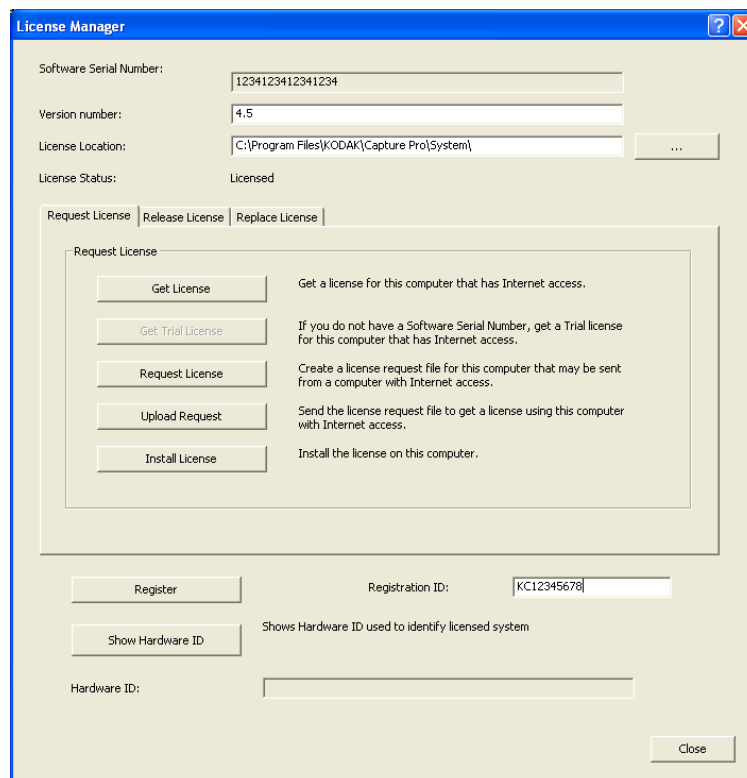 License Manager
Software Serial Number:
1234123412341234
Version number:
4.5
License Location:
C:\Program Files\KODAK\Capture Pro\System\
...
License Status:
Licensed
Request License
Release License
Replace License
Request License
Get License
Get a license for this computer that has Internet access.
Get Trial License
If you do not have a Software Serial Number, get a Trial license
for this computer that has Internet access.
Request License
Create a license request file for this computer that may be sent
from a computer with Internet access.
Upload Request
Send the license request file to get a license using this computer
with Internet access.
Install License
Install the license on this computer.
Register
Registration ID:
KC12345678
Show Hardware ID
Shows Hardware ID used to identify licensed system
Hardware ID:
Close